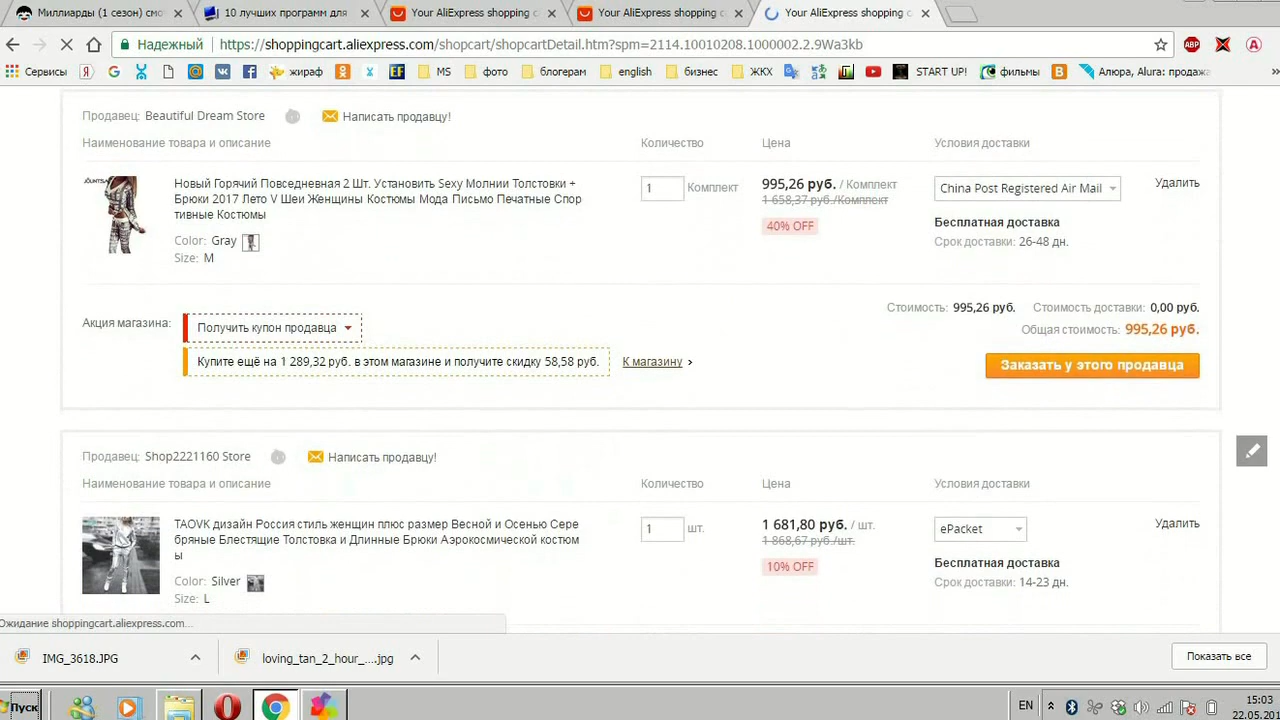 Миллиарды (1 сезон) смо
10 лучших программ для
Your AliExpress shopping c
Your AliExpress shopping c
Your AliExpress shopping c
Надежный
https://shoppingcart.aliexpress.com/shopcart/shopcartDetail.htm?spm=2114.10010208.1000002.2.9Wa3kb
ABP
Сервисы
жираф
EF
MS
фото
блогерам
english
бизнес
ЖКХ
START UP!
фильмы
Алюра, Alura: продажа
Продавец: Beautiful Dream Store
Написать продавцу!
Наименование товара и описание
Количество
Цена
Условия доставки
Новый Горячий Повседневная 2 Шт. Установить Sexy Молнии Толстовки +
Брюки 2017 Лето V Шеи Женщины Костюмы Мода Письмо Печатные Спор
тивные Костюмы
Color: Gray
Size: M
1 Комплект
995,26 руб. / Комплект
1 658,37 руб./Комплект
40% OFF
China Post Registered Air Mail
Бесплатная доставка
Срок доставки: 26-48 дн.
Удалить
Акция магазина:
Получить купон продавца
Купите ещё на 1 289,32 руб. в этом магазине и получите скидку 58,58 руб.
К магазину
Стоимость: 995,26 руб. Стоимость доставки: 0,00 руб.
Общая стоимость: 995,26 руб.
Заказать у этого продавца
Продавец: Shop2221160 Store
Написать продавцу!
Наименование товара и описание
Количество
Цена
Условия доставки
TAOVK дизайн Россия стиль женщин плюс размер Весной и Осенью Сере
бряные Блестящие Толстовка и Длинные Брюки Аэрокосмической костюм
ы
Color: Silver
Size: L
1 шт.
1 681,80 руб. / шт.
1 868,67 руб./шт.
10% OFF
ePacket
Бесплатная доставка
Срок доставки: 14-23 дн.
Удалить
Ожидание shoppingcart.aliexpress.com...
IMG_3618.JPG
loving_tan_2_hour_....jpg
Показать все
Пуск
EN
15:03
22.05.201